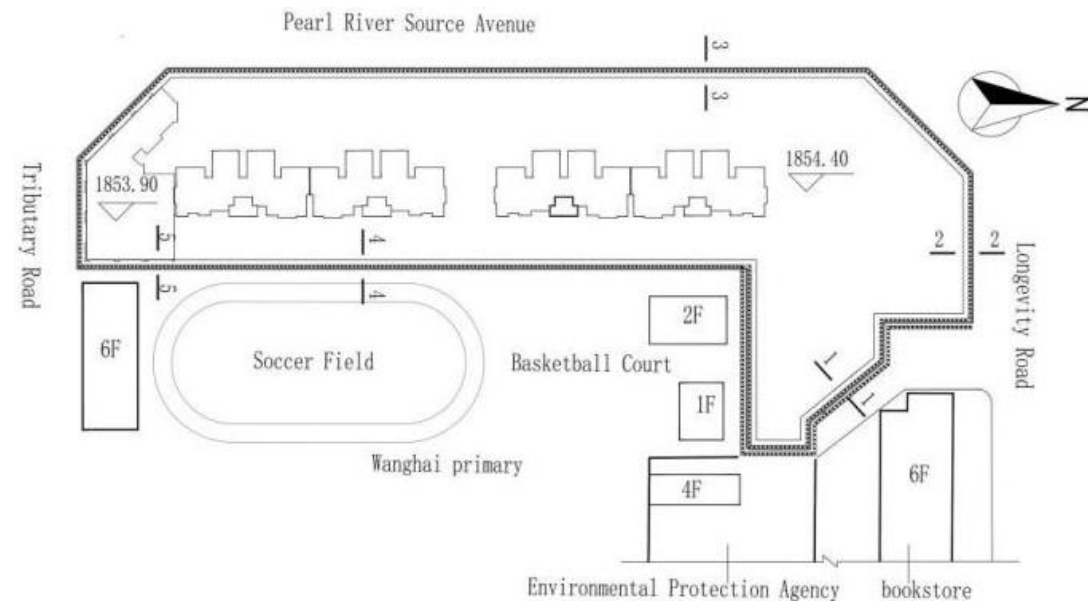 Pearl River Source Avenue
3
3
N
1854.40
1853.90
Tributary Road
5
4
2
2
Longevity Road
5
4
2F
6F
Soccer Field
Basketball Court
1
1F
1
Wanghai primary
4F
6F
Environmental Protection Agency
bookstore